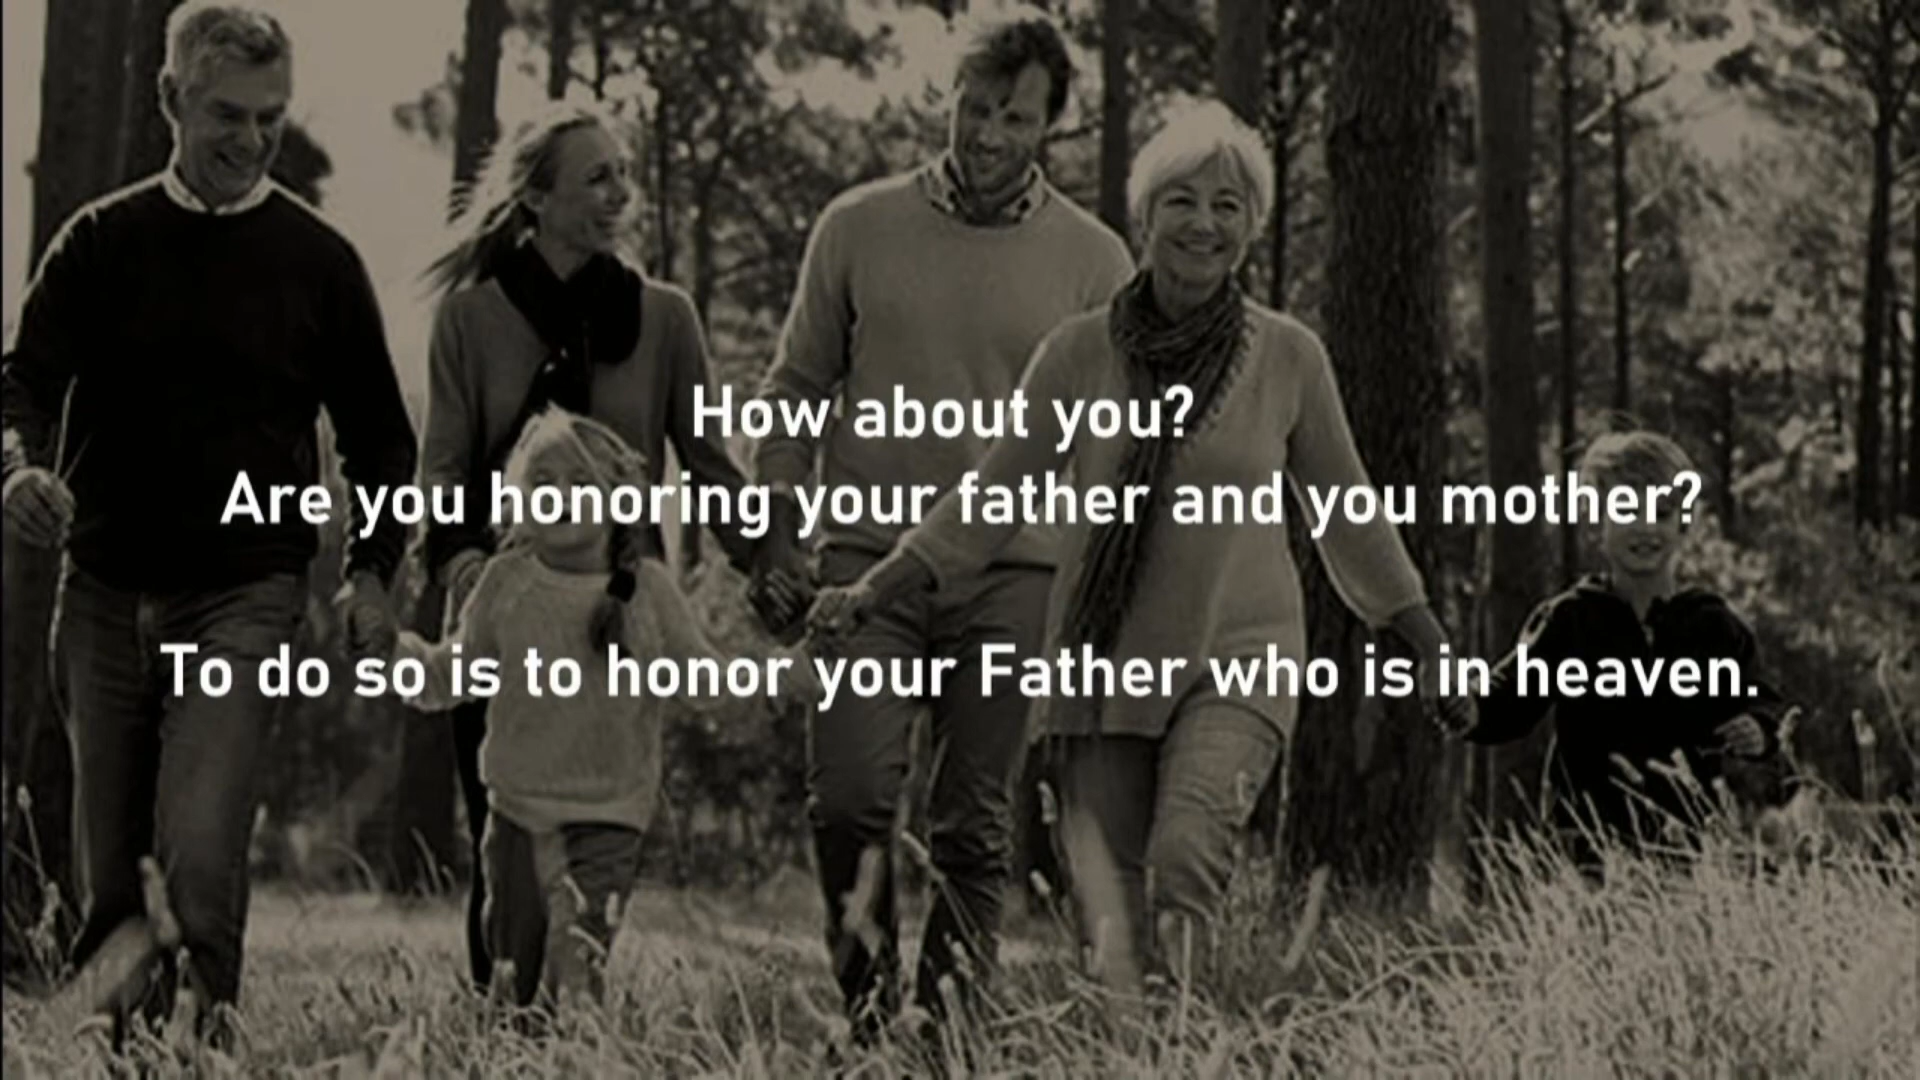 How about you?
Are you honoring your father and you mother?
To do so is to honor your Father who is in heaven.